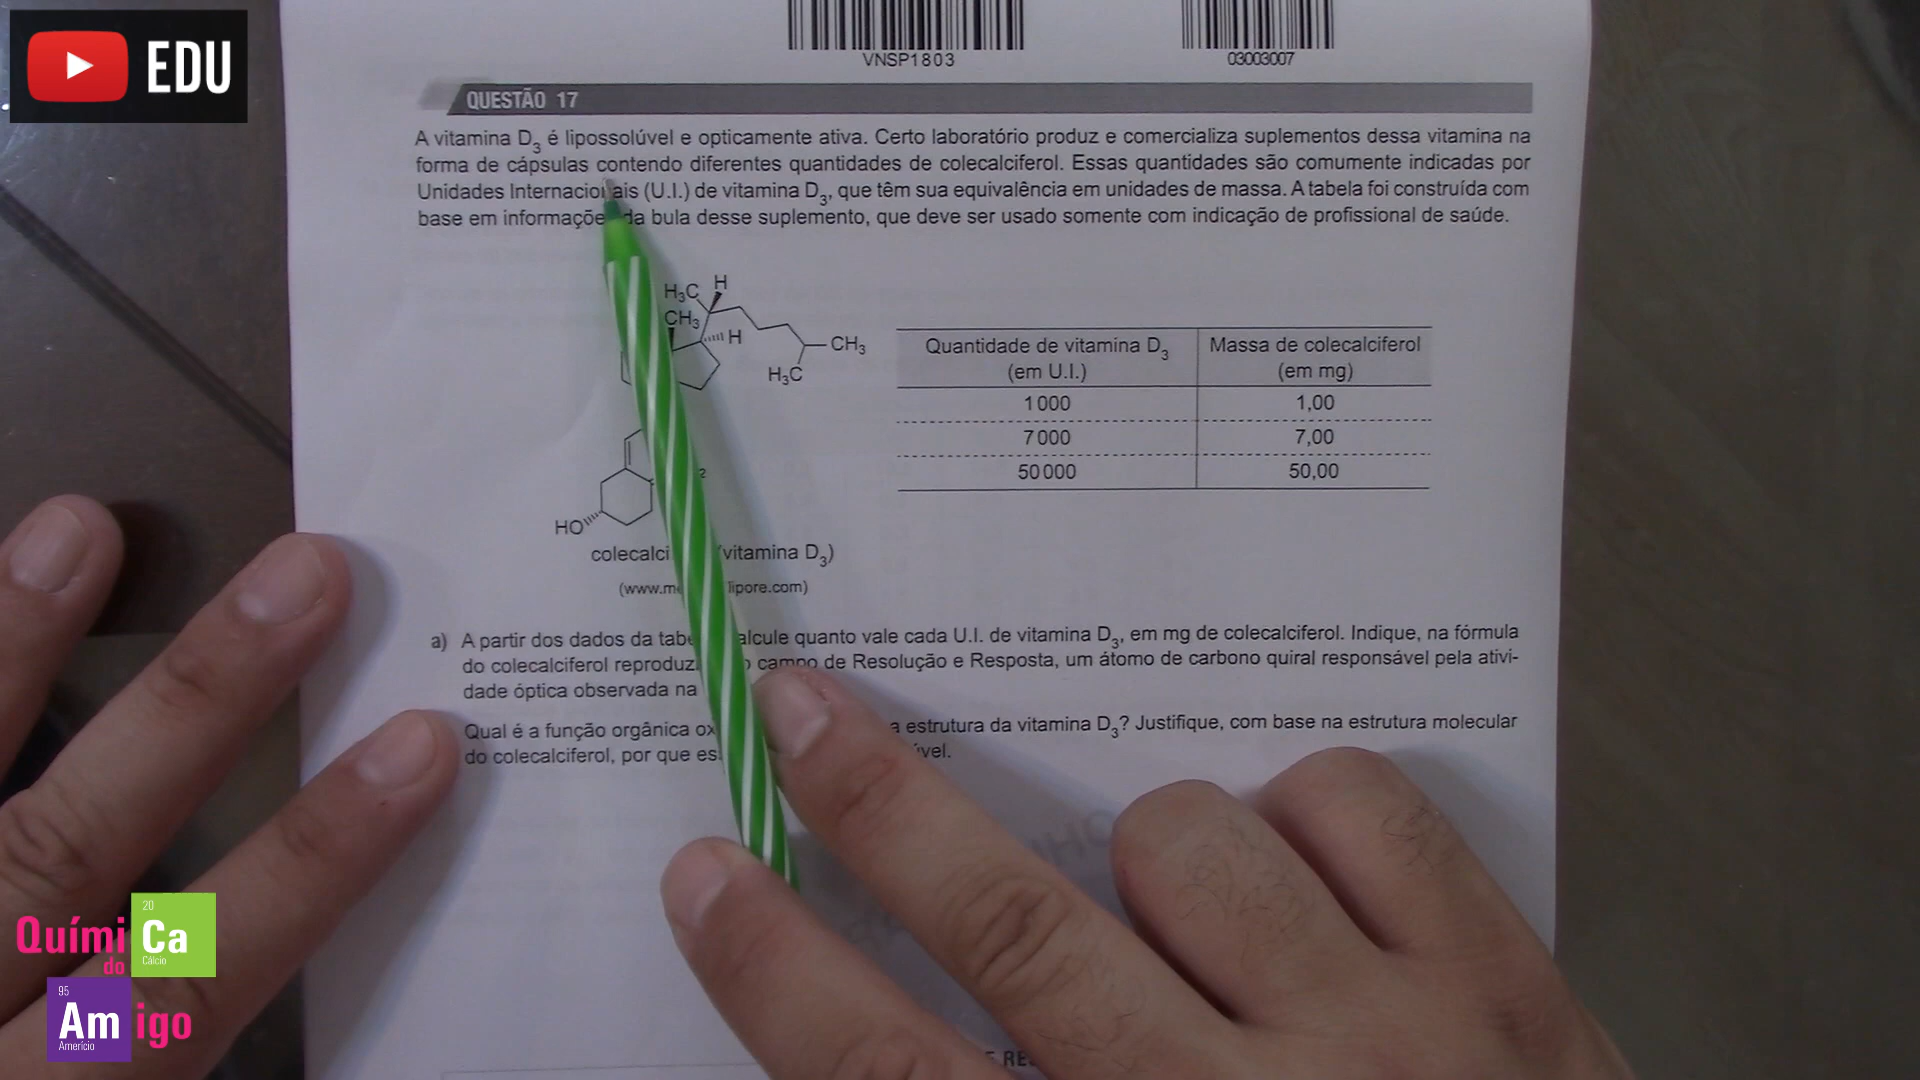 EDU
VNSP1803
03003007
QUESTÃO 17
A vitamina D3 é lipossolúvel e opticamente ativa. Certo laboratório produz e comercializa suplementos dessa vitamina na
forma de cápsulas contendo diferentes quantidades de colecalciferol. Essas quantidades são comumente indicadas por
Unidades Internacionais (U.I.) de vitamina D3, que têm sua equivalência em unidades de massa. A tabela foi construída com
base em informaçõe da bula desse suplemento, que deve ser usado somente com indicação de profissional de saúde.
H3C H
CH3
H
CH3
H3C
2
HO
colecalci (vitamina D3)
(www.me lipore.com)
Quantidade de vitamina D3 (em U.I.) Massa de colecalciferol (em mg)
1 000 1,00
7 000 7,00
50 000 50,00
a) A partir dos dados da tabe alcule quanto vale cada U.I. de vitamina D3, em mg de colecalciferol. Indique, na fórmula
do colecalciferol reproduz campo de Resolução e Resposta, um átomo de carbono quiral responsável pela ativi-
dade óptica observada na
Qual é a função orgânica ox a estrutura da vitamina D3? Justifique, com base na estrutura molecular
do colecalciferol, por que es ível.
E RE
Quími
20
Ca
Cálcio
do
95
Am
Amerício
igo